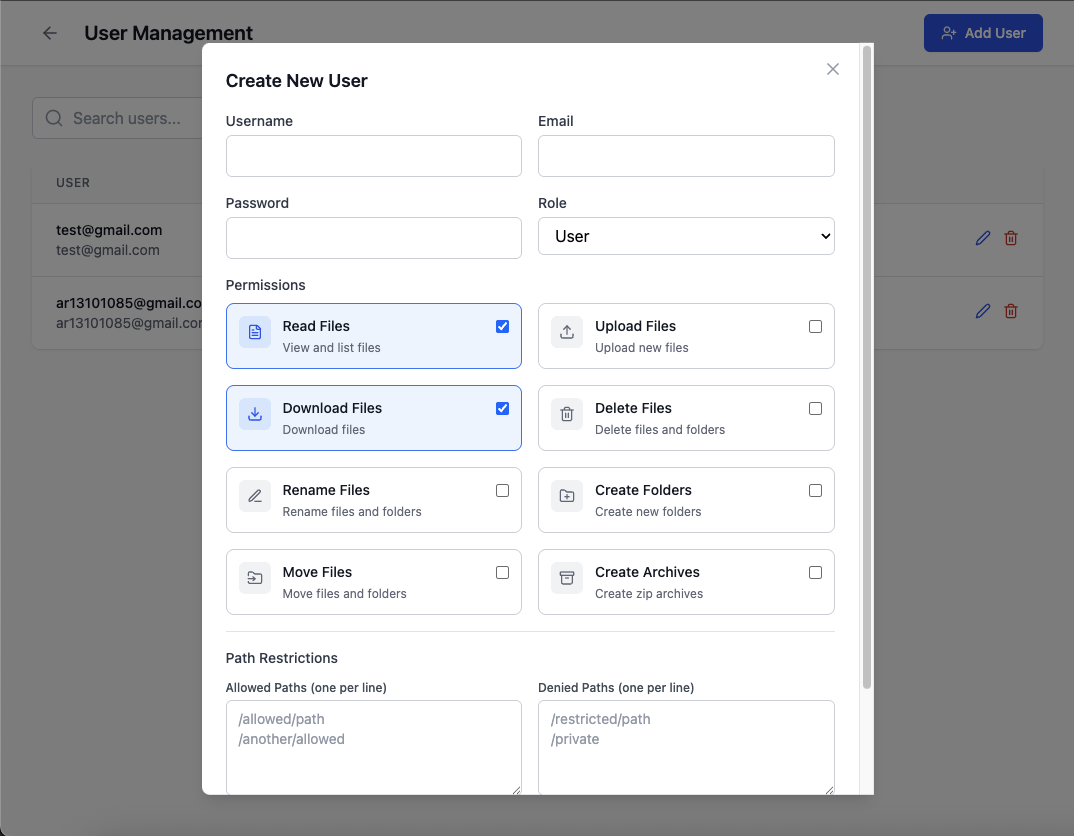 User Management
Add User
Search users...
USER
test@gmail.com
test@gmail.com
ar13101085@gmail.co
ar13101085@gmail.co
Create New User
Username
Email
Password
Role
User
Permissions
Read Files
View and list files
Upload Files
Upload new files
Download Files
Download files
Delete Files
Delete files and folders
Rename Files
Rename files and folders
Create Folders
Create new folders
Move Files
Move files and folders
Create Archives
Create zip archives
Path Restrictions
Allowed Paths (one per line)
/allowed/path
/another/allowed
Denied Paths (one per line)
/restricted/path
/private